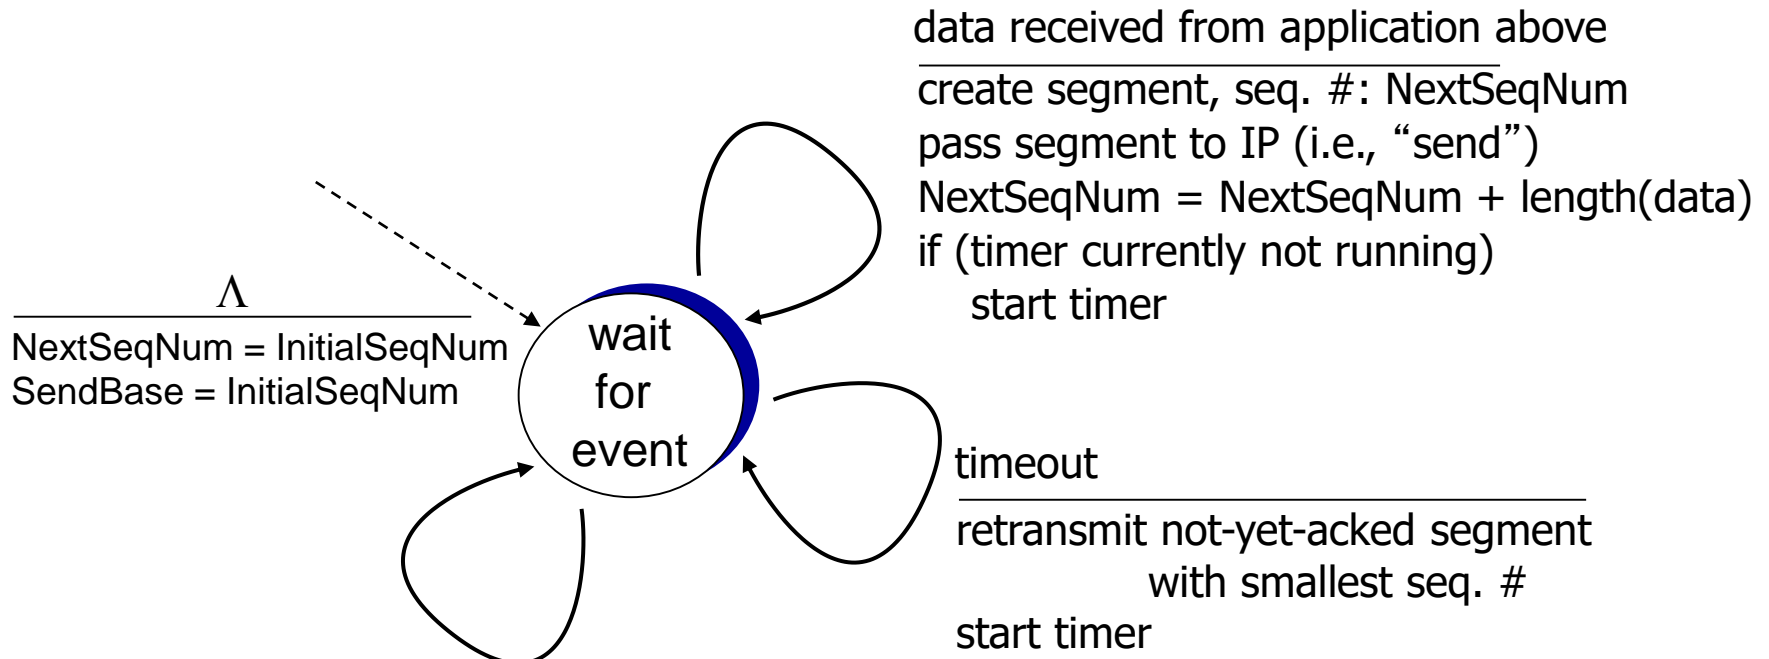 data received from application above
create segment, seq. #: NextSeqNum
pass segment to IP (i.e., “send”)
NextSeqNum = NextSeqNum + length(data)
if (timer currently not running)
start timer
Λ
NextSeqNum = InitialSeqNum
SendBase = InitialSeqNum
wait
for
event
timeout
retransmit not-yet-acked segment
with smallest seq. #
start timer